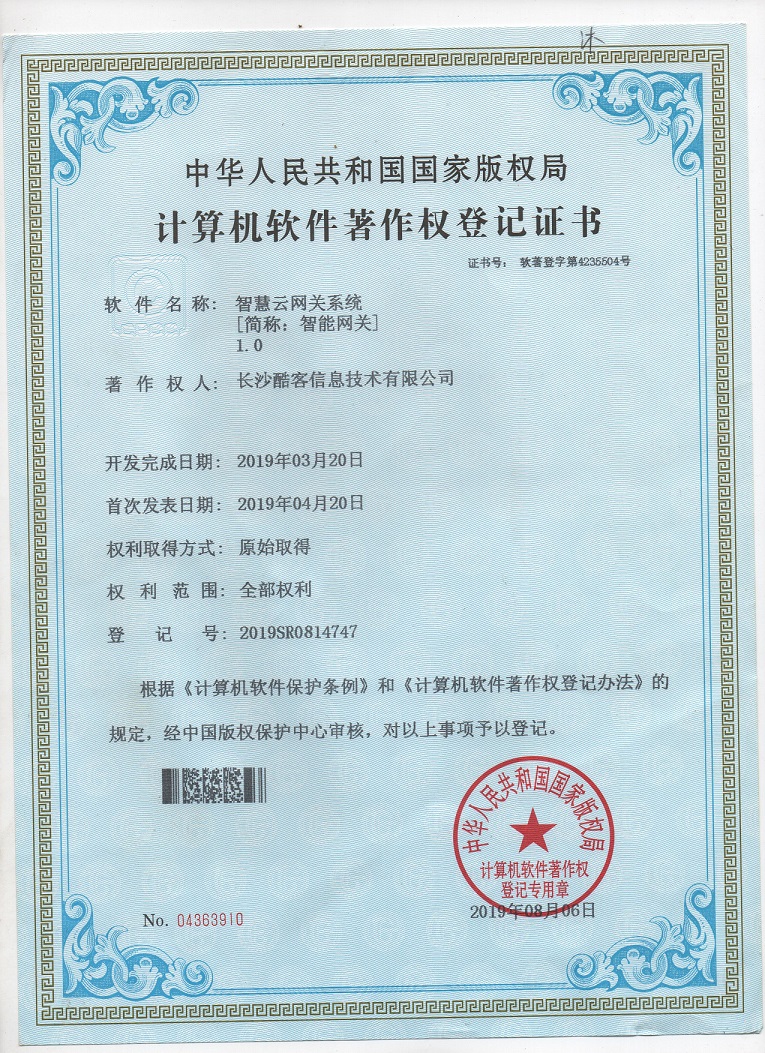 沐
中华人民共和国国家版权局
计算机软件著作权登记证书
证书号： 软著登字第4235504号
软件名称： 智慧云网关系统
[简称：智能网关]
1.0
著作权人： 长沙酷客信息技术有限公司
开发完成日期： 2019年03月20日
首次发表日期： 2019年04月20日
权利取得方式： 原始取得
权利范围： 全部权利
登记号： 2019SR0814747
根据《计算机软件保护条例》和《计算机软件著作权登记办法》的
规定，经中国版权保护中心审核，对以上事项予以登记。
中华人民共和国国家版权局
计算机软件著作权
登记专用章
No. 04363910
2019年08月06日